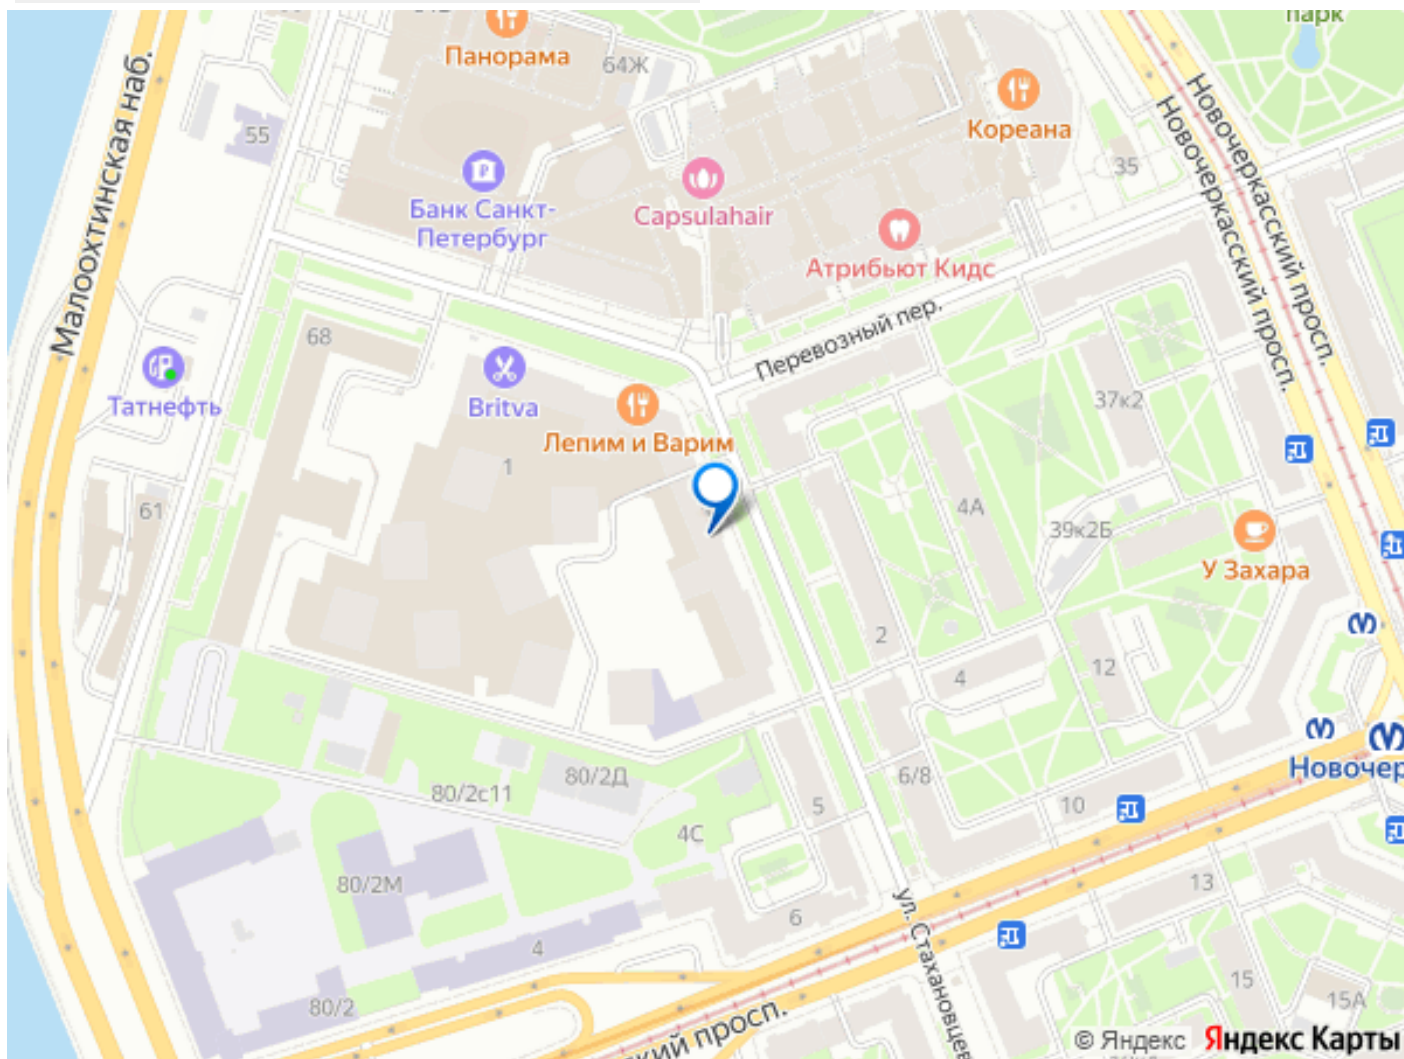 парк
Панорама
64Ж
Малоохтинская наб.
55
Кореана
Новочеркасский просп.
Новочеркасский просп.
35
Банк Санкт-
Петербург
Capsulahair
Атрибьют Кидс
Перевозный пер.
68
Татнефть
Britva
Лепим и Варим
37к2
1
4А
61
39к2Б
У Захара
2
4
12
Новочер
80/2с11
80/2Д
6/8
10
5
4С
80/2М
13
6
ул. Стахановцев
4
80/2
15
15А
ский просп.
© Яндекс Яндекс Карты